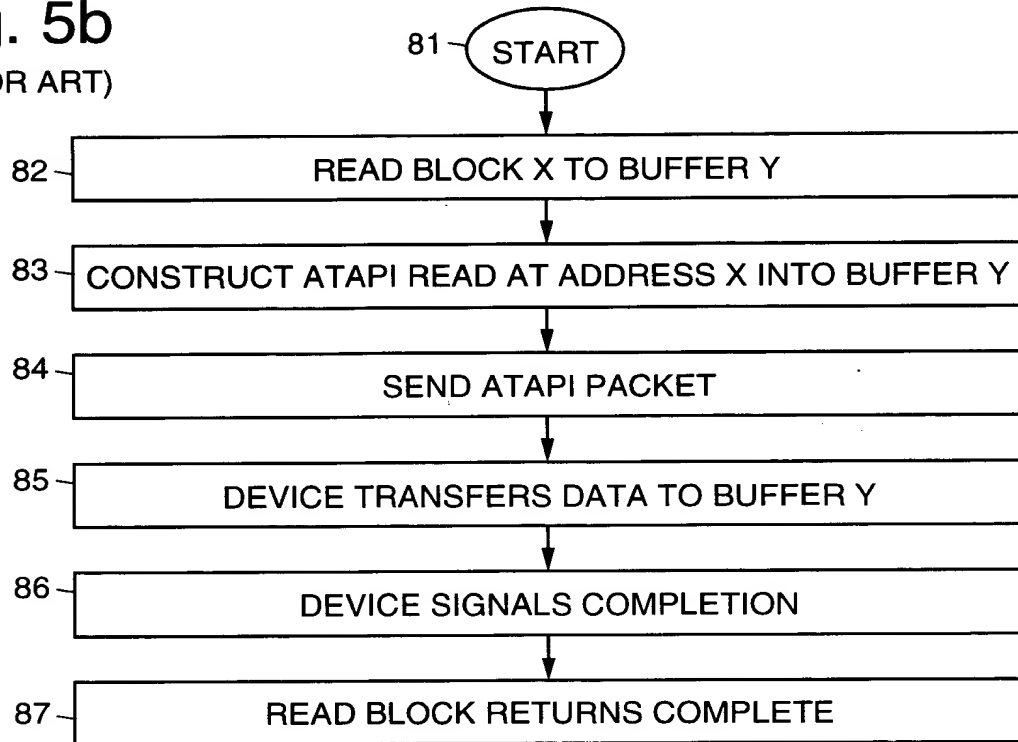 g. 5b
OR ART)
81 START
82 READ BLOCK X TO BUFFER Y
83 CONSTRUCT ATAPI READ AT ADDRESS X INTO BUFFER Y
84 SEND ATAPI PACKET
85 DEVICE TRANSFERS DATA TO BUFFER Y
86 DEVICE SIGNALS COMPLETION
87 READ BLOCK RETURNS COMPLETE